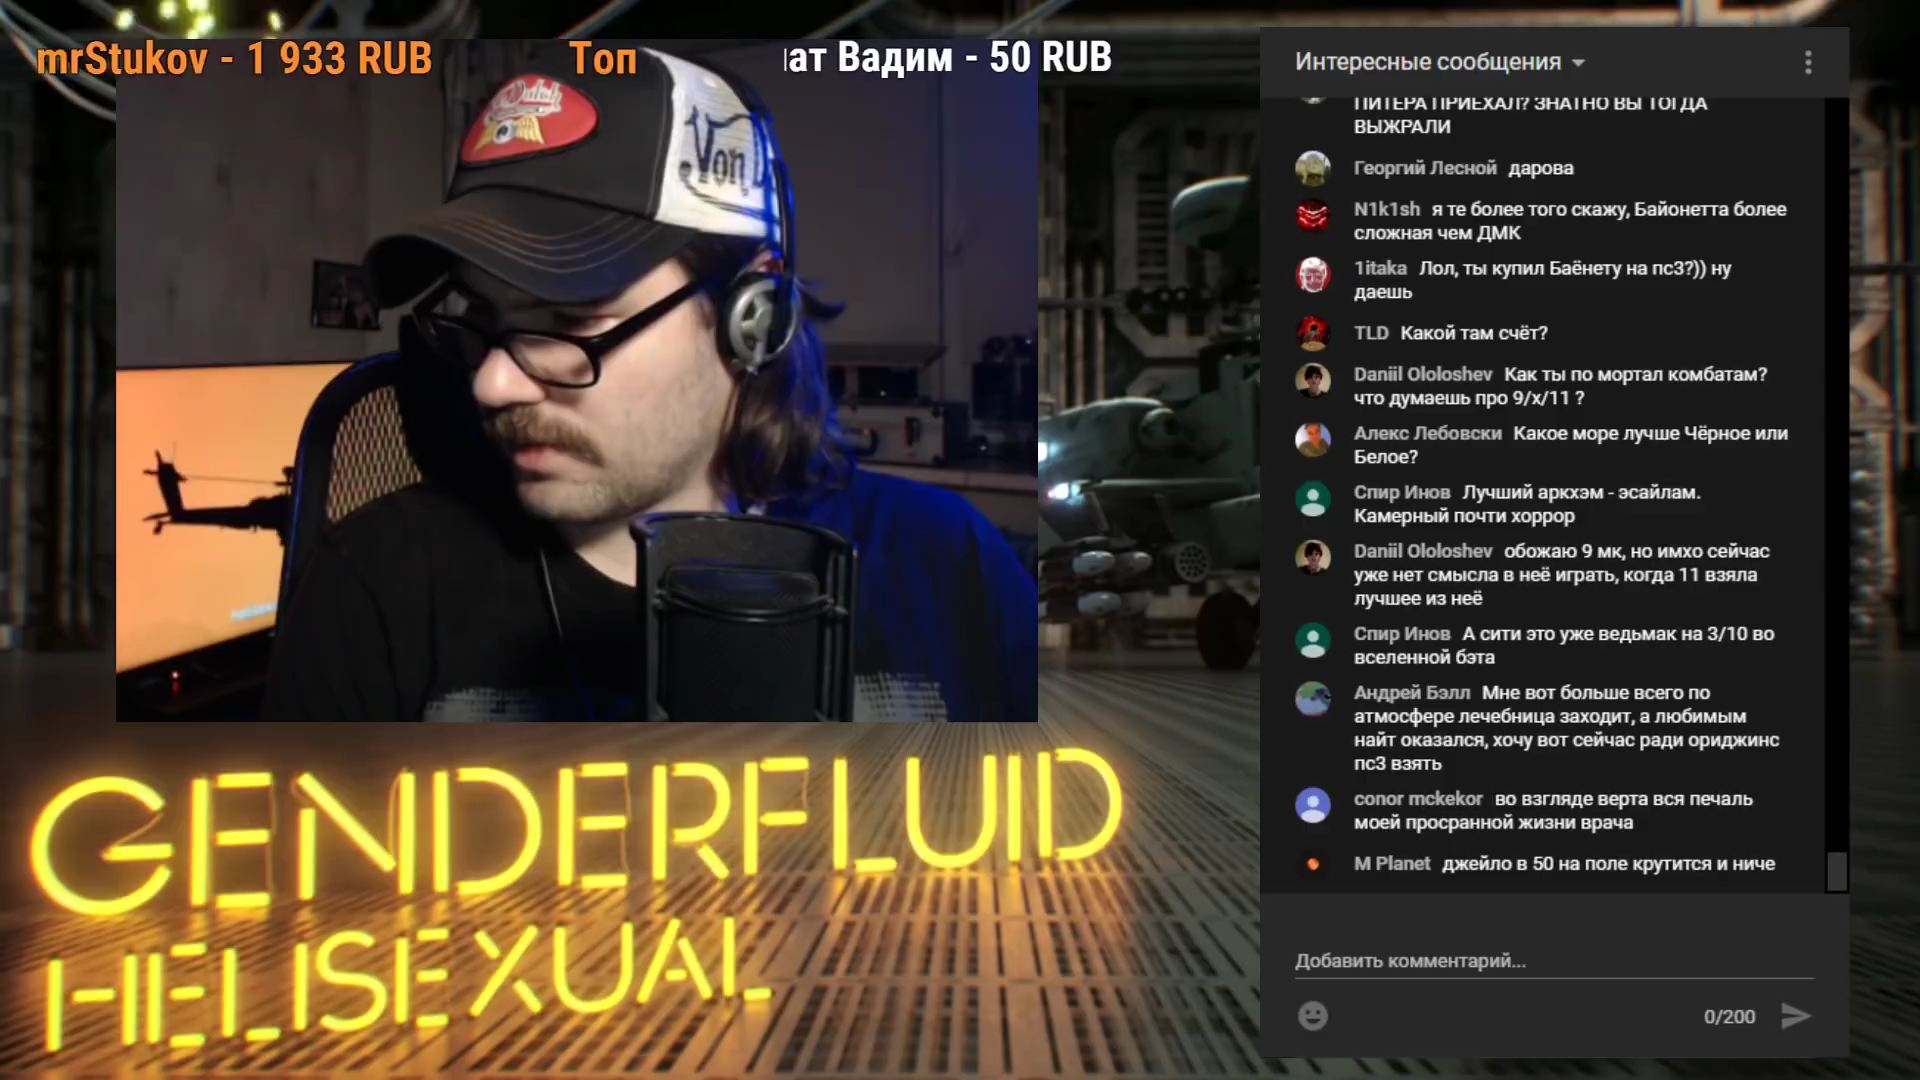 mrStukov - 1 933 RUB
Топ
ат Вадим - 50 RUB
Von
GENDERFLUID
HELISEXUAL
Интересные сообщения
ПИТЕРА ПРИЕХАЛ? ЗНАТНО ВЫ ТОГДА
ВЫЖРАЛИ
Георгий Лесной дарова
N1k1sh я те более того скажу, Байонетта более
сложная чем ДМК
1itaka Лол, ты купил Баёнету на пс3?)) ну
даешь
TLD Какой там счёт?
Daniil Ololoshev Как ты по мортал комбатам?
что думаешь про 9/х/11 ?
Алекс Лебовски Какое море лучше Чёрное или
Белое?
Спир Инов Лучший аркхэм - эсайлам.
Камерный почти хоррор
Daniil Ololoshev обожаю 9 мк, но имхо сейчас
уже нет смысла в неё играть, когда 11 взяла
лучшее из неё
Спир Инов А сити это уже ведьмак на 3/10 во
вселенной бэта
Андрей Бэлл Мне вот больше всего по
атмосфере лечебница заходит, а любимым
найт оказался, хочу вот сейчас ради ориджинс
пс3 взять
conor mckekor во взгляде верта вся печаль
моей просранной жизни врача
M Planet джейло в 50 на поле крутится и ниче
Добавить комментарий...
0/200